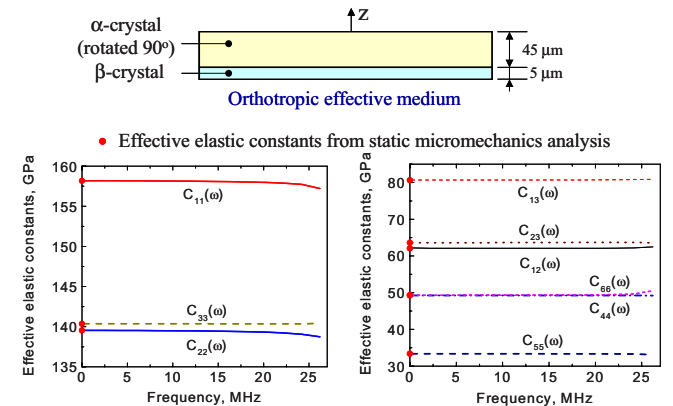 α-crystal
(rotated 90º)
β-crystal
Z
45 μm
5 μm
Orthotropic effective medium
Effective elastic constants from static micromechanics analysis
Effective elastic constants, GPa
160
155
150
145
140
135
C11(ω)
C33(ω)
C22(ω)
0 5 10 15 20 25
Frequency, MHz
Effective elastic constants, GPa
80
70
60
50
40
30
C13(ω)
C23(ω)
C12(ω)
C66(ω)
C44(ω)
C55(ω)
0 5 10 15 20 25
Frequency, MHz